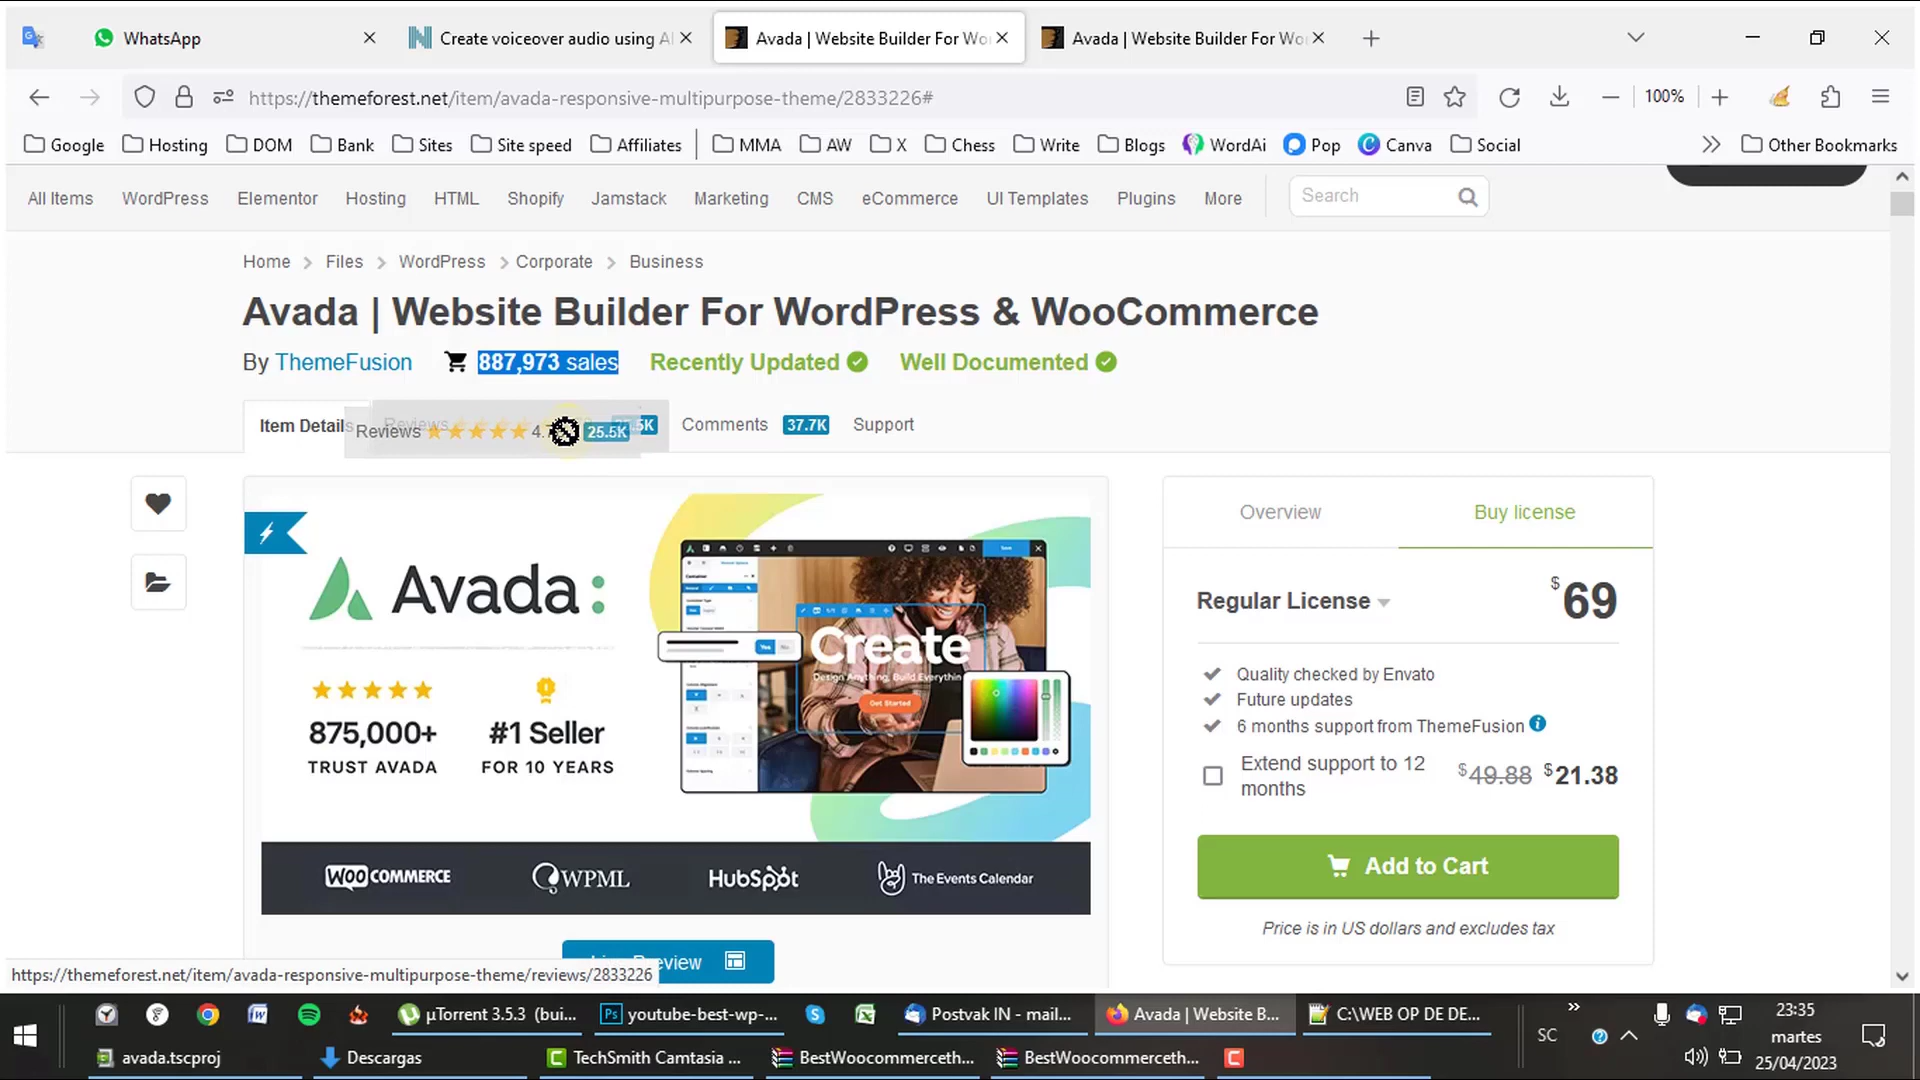 WhatsApp
Create voiceover audio using AI
Avada | Website Builder For Wo
Avada | Website Builder For Wo
https://themeforest.net/item/avada-responsive-multipurpose-theme/2833226#
100%
Google Hosting DOM Bank Sites Site speed Affiliates MMA AW X Chess Write Blogs WordAi Pop Canva Social Other Bookmarks
All Items WordPress Elementor Hosting HTML Shopify Jamstack Marketing CMS eCommerce UI Templates Plugins More Search
Home > Files > WordPress > Corporate > Business
Avada | Website Builder For WordPress & WooCommerce
By ThemeFusion 887,973 sales Recently Updated Well Documented
Item Details Reviews 25.5K Comments 37.7K Support
Overview Buy license
Avada:
Create
Design Anything, Build Everything
Get Started
Regular License $69
875,000+
TRUST AVADA
#1 Seller
FOR 10 YEARS
Quality checked by Envato
Future updates
6 months support from ThemeFusion
Extend support to 12 months $49.88 $21.38
Add to Cart
WOO COMMERCE WPML HubSpot The Events Calendar
Price is in US dollars and excludes tax
https://themeforest.net/item/avada-responsive-multipurpose-theme/reviews/2833226
µTorrent 3.5.3 (bui...
youtube-best-wp-...
Postvak IN - mail...
Avada | Website B...
C:\WEB OP DE DE...
avada.tscproj
Descargas
TechSmith Camtasia ...
BestWoocommerceth...
BestWoocommerceth...
SC
23:35
martes
25/04/2023